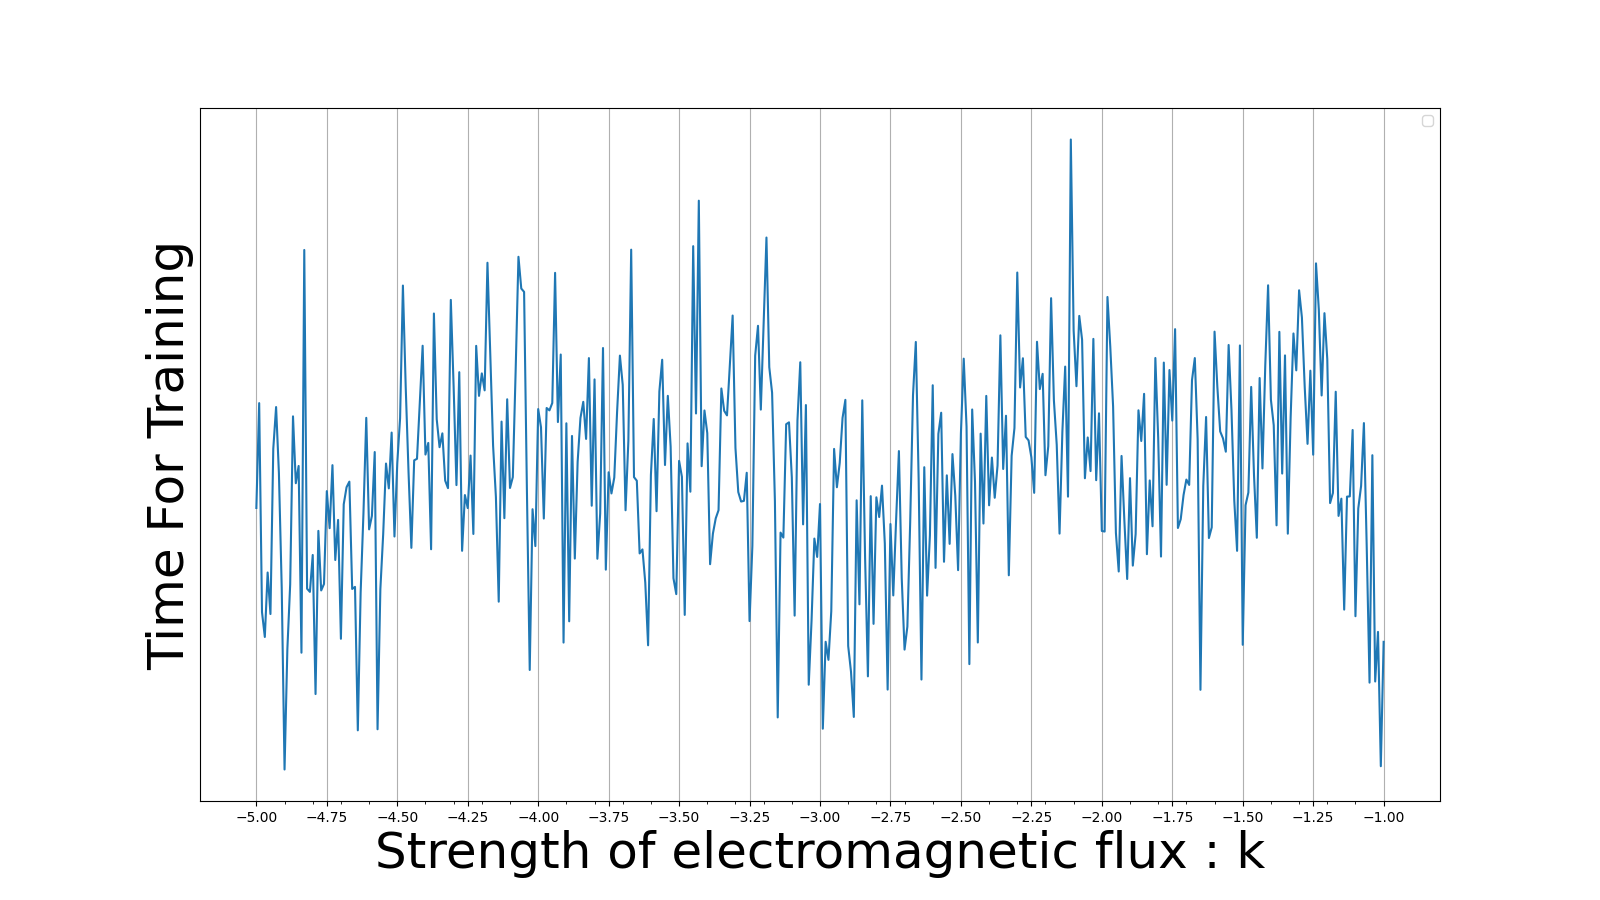 Time For Training
−5.00 −4.75 −4.50 −4.25 −4.00 −3.75 −3.50 −3.25 −3.00 −2.75 −2.50 −2.25 −2.00 −1.75 −1.50 −1.25 −1.00
Strength of electromagnetic flux : k